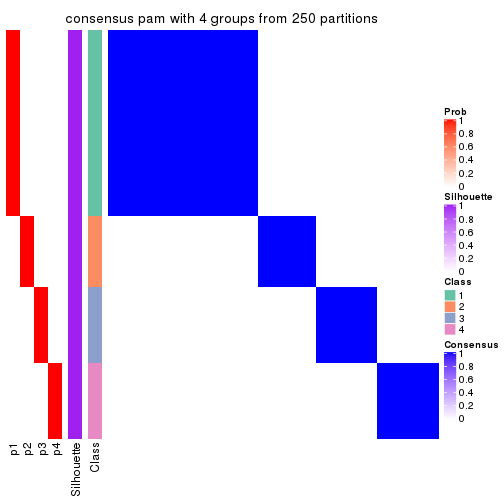 consensus pam with 4 groups from 250 partitions
Prob
1
0.8
0.6
0.4
0.2
0
Silhouette
1
0.8
0.6
0.4
0.2
0
Class
1
2
3
4
Consensus
1
0.8
0.6
0.4
0.2
0
p1
p2
p3
p4
Silhouette
Class